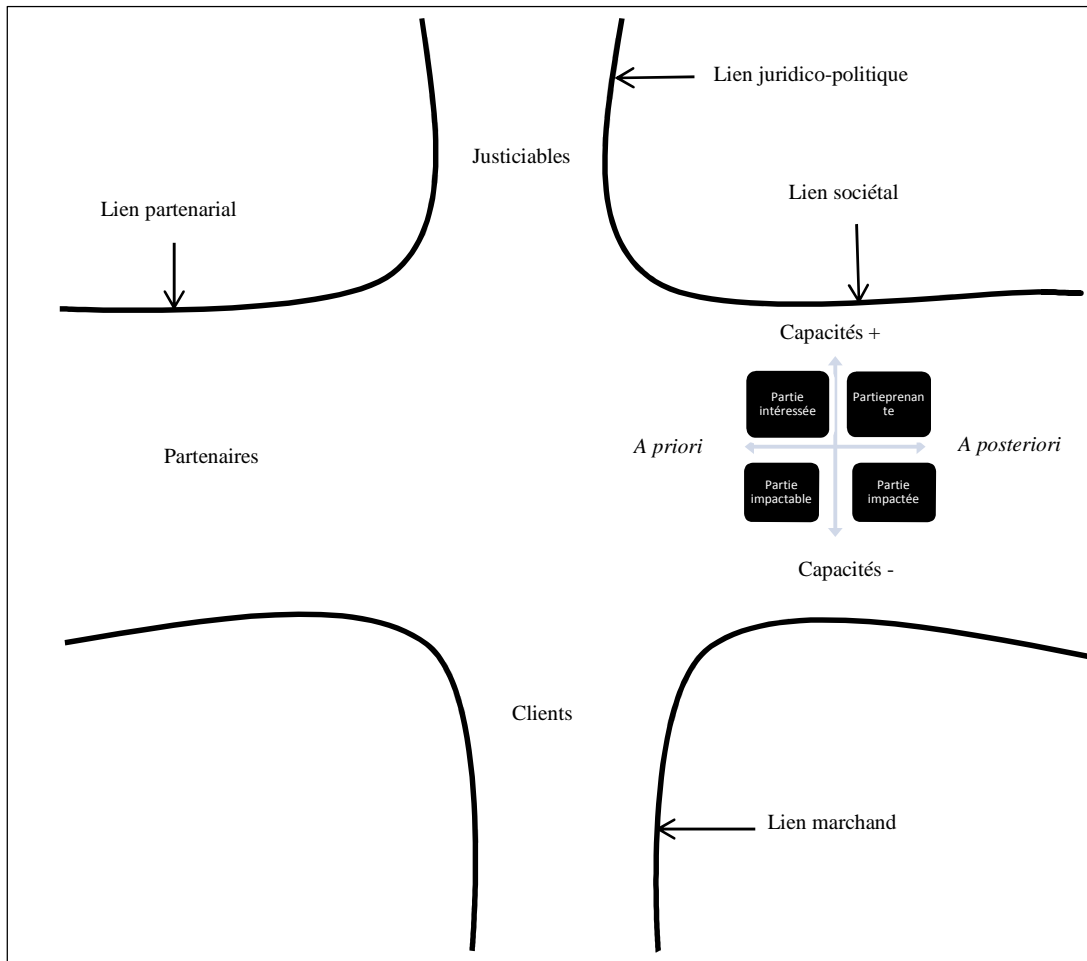 Lien juridico-politique
Justiciables
Lien sociétal
Lien partenarial
Capacités +
Partie
intéressée
Partieprenan
te
Partenaires
A priori
A posteriori
Partie
impactable
Partie
impactée
Capacités -
Clients
Lien marchand